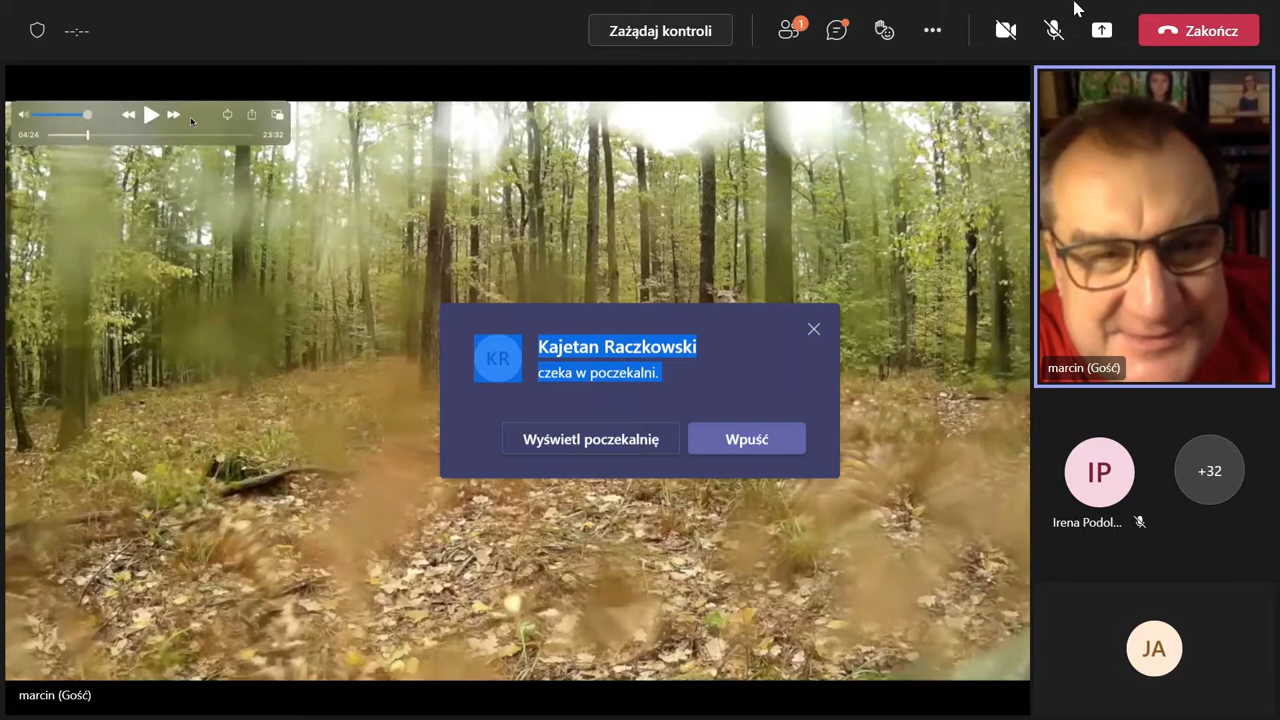 --:--
Zażądaj kontroli
1
Zakończ
04:24
23:32
Kajetan Raczkowski
KR
czeka w poczekalni.
Wyświetl poczekalnię
Wpuść
marcin (Gość)
IP
+32
Irena Podol...
JA
marcin (Gość)